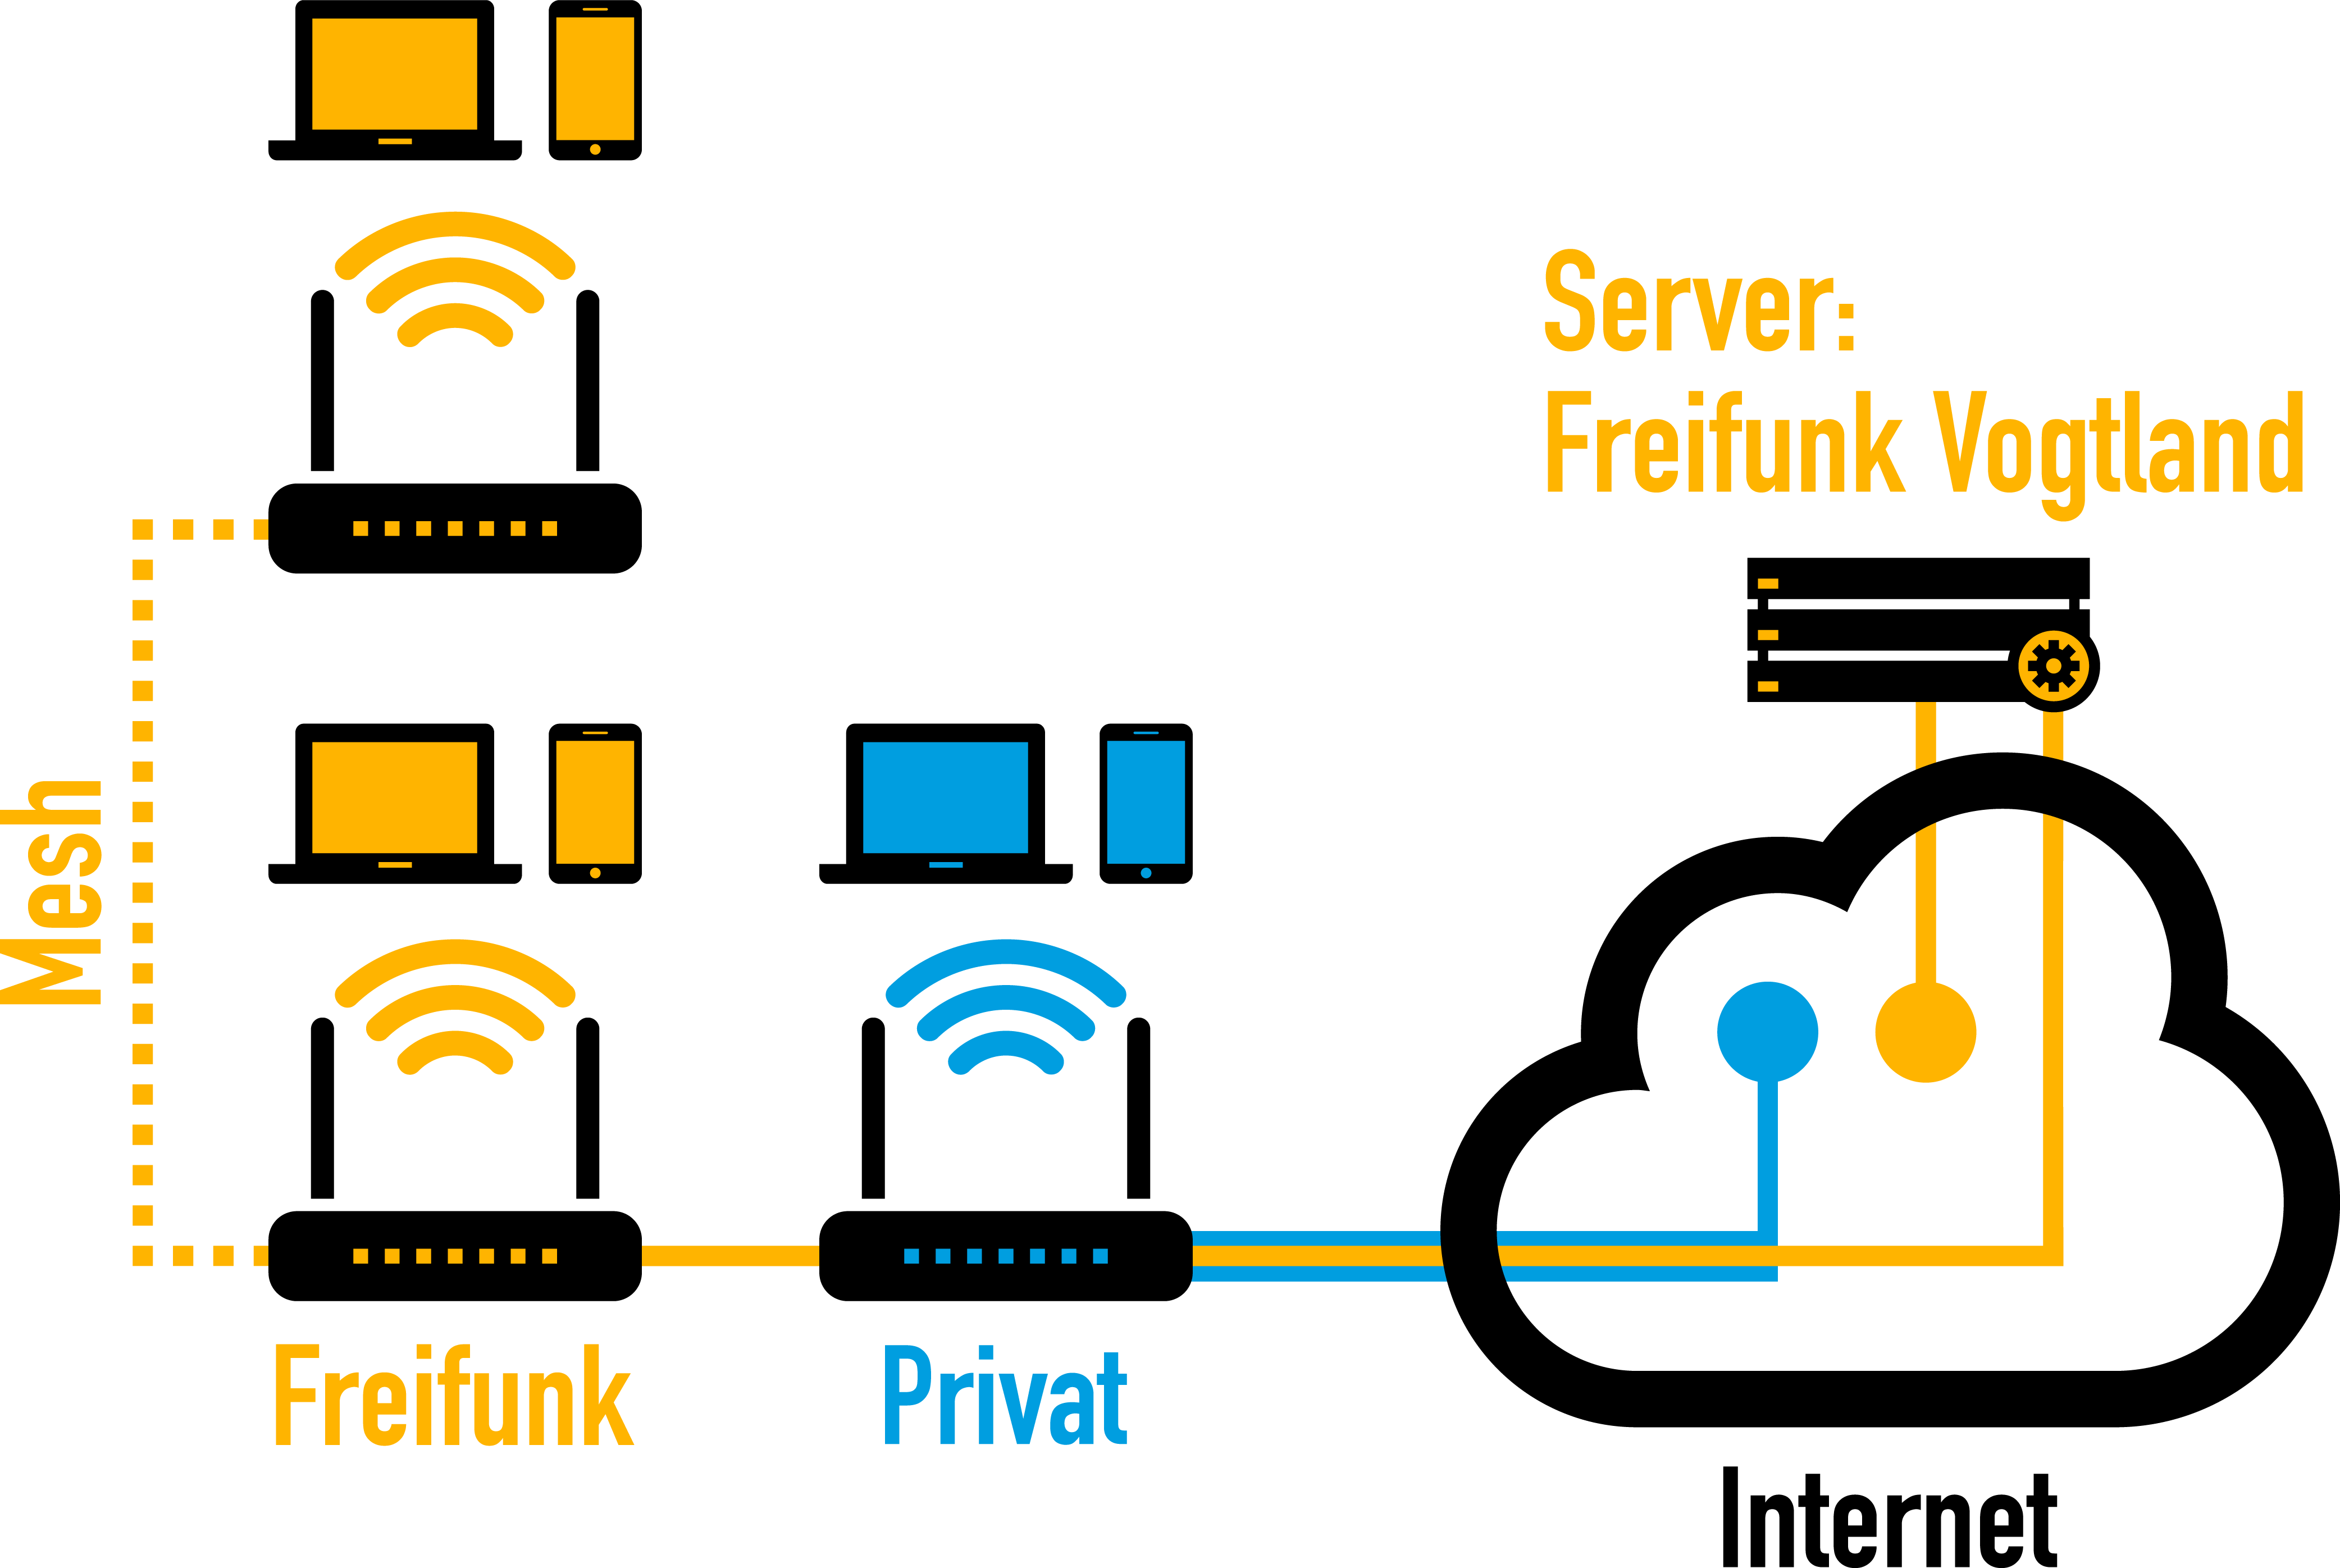 Server:
Freifunk Vogtland
Mesh
Freifunk
Privat
Internet